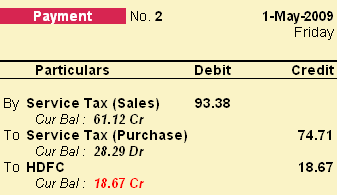 Payment No. 2 1-May-2009
Friday
Particulars Debit Credit
By Service Tax (Sales) 93.38
Cur Bal : 61.12 Cr
To Service Tax (Purchase) 74.71
Cur Bal : 28.29 Dr
To HDFC 18.67
Cur Bal : 18.67 Cr